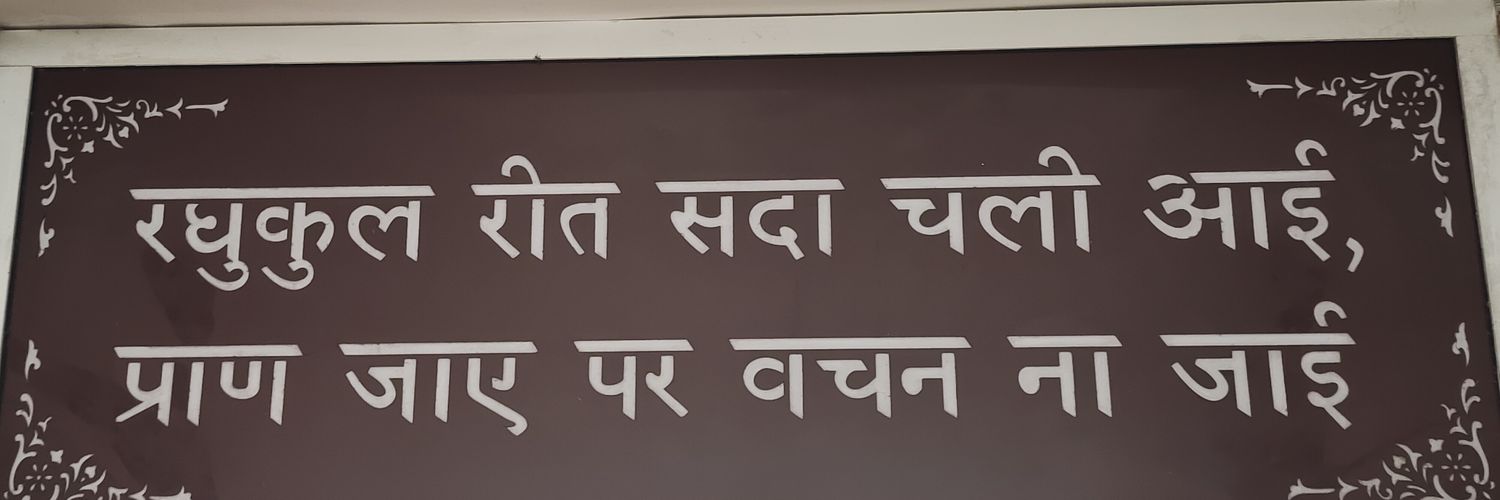 रघुकुल रीत सदा चली आई,
प्राण जाए पर वचन ना जाई